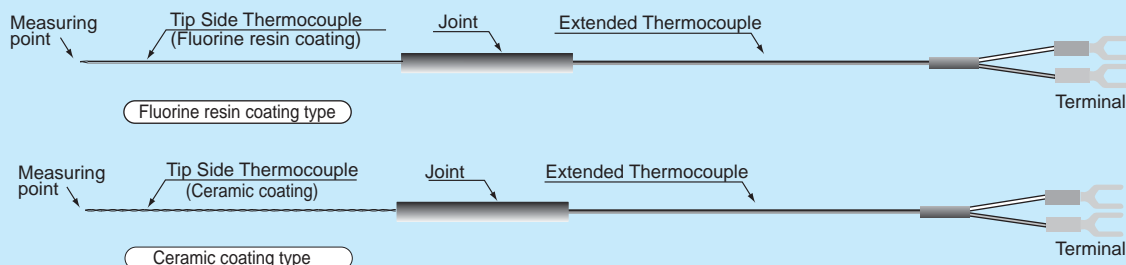 Measuring
point
Tip Side Thermocouple
(Fluorine resin coating)
Joint
Extended Thermocouple
Terminal
Fluorine resin coating type
Measuring
point
Tip Side Thermocouple
(Ceramic coating)
Joint
Extended Thermocouple
Terminal
Ceramic coating type